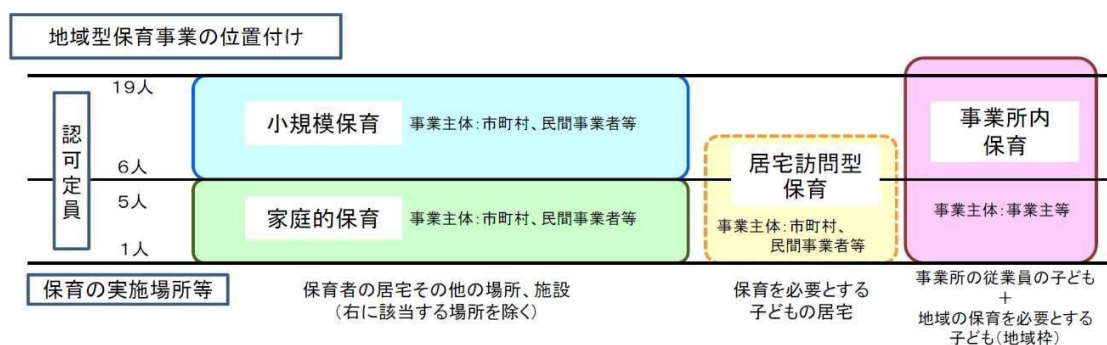 地域型保育事業の位置付け
認可定員
19人
6人
5人
1人
小規模保育
事業主体:市町村、民間事業者等
家庭的保育
事業主体:市町村、民間事業者等
居宅訪問型
保育
事業主体:市町村、
民間事業者等
事業所内
保育
事業主体:事業主等
保育の実施場所等
保育者の居宅その他の場所、施設
(右に該当する場所を除く)
保育を必要とする
子どもの居宅
事業所の従業員の子ども
+
地域の保育を必要とする
子ども(地域枠)